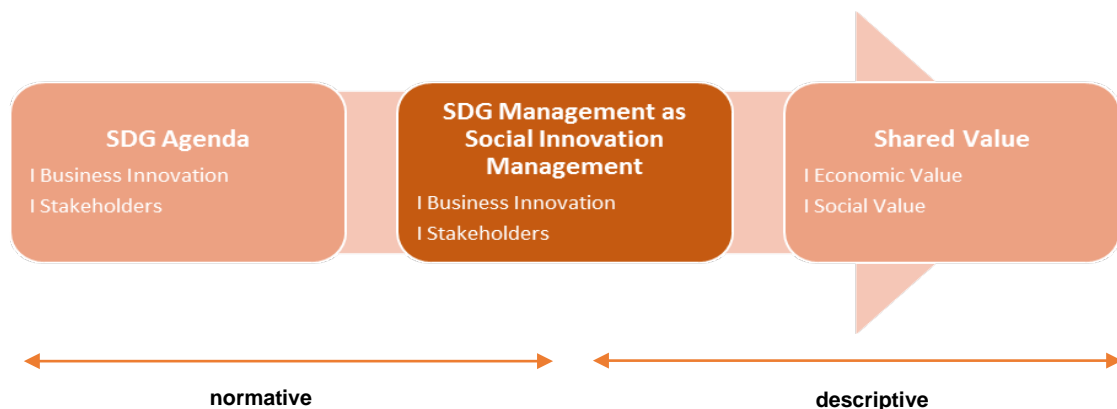 SDG Agenda
I Business Innovation
I Stakeholders
SDG Management as
Social Innovation
Management
I Business Innovation
I Stakeholders
Shared Value
I Economic Value
I Social Value
normative
descriptive